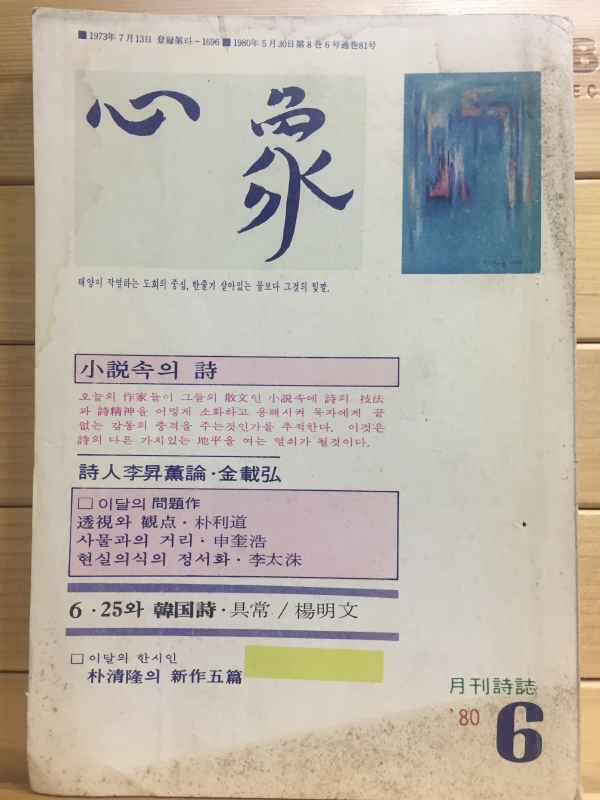 ■ 1973年 7月13日 登録第라-1696 ■ 1980年 5月30日第8巻6号通巻81号
心象
태양이 작열하는 도회의 중심, 한줄기 살아있는 물보다 그것의 빛깔.
小説속의 詩
오늘의 作家들이 그들의 散文인 小説속에 詩의 技法
과 詩精神을 어떻게 소화하고 용해시켜 독자에게 끝
없는 감동의 충격을 주는것인가를 추적한다. 이것은
詩의 다른 가치있는 地平을 여는 열쇠가 될것이다.
詩人李昇薫論·金載弘
□ 이달의 問題作
透視와 観点·朴利道
사물과의 거리·申奎浩
현실의식의 정서화·李太洙
6·25와 韓国詩·具常/楊明文
□ 이달의 한시인
朴清隆의 新作五篇
月刊詩誌
'80 6